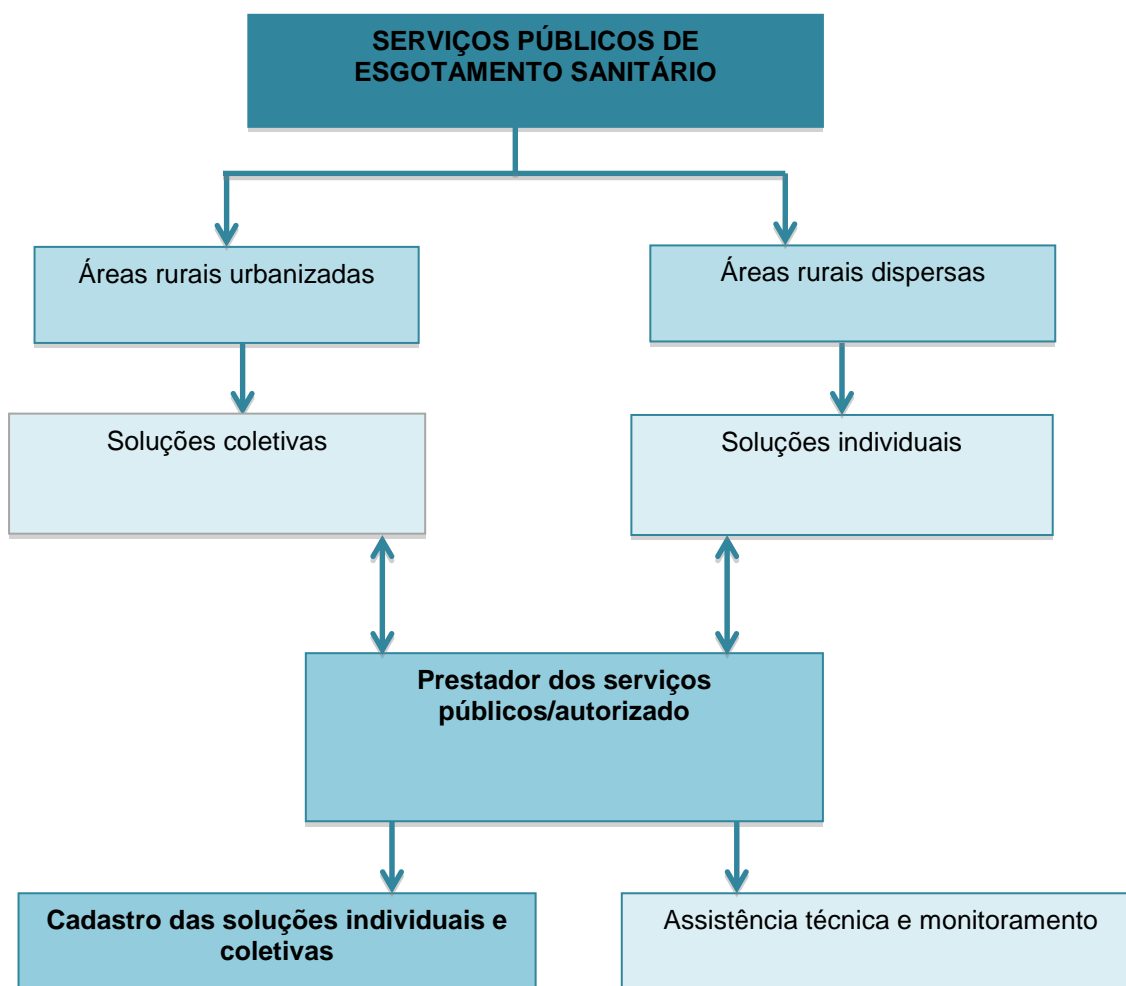 SERVIÇOS PÚBLICOS DE
ESGOTAMENTO SANITÁRIO
Áreas rurais urbanizadas
Áreas rurais dispersas
Soluções coletivas
Soluções individuais
Prestador dos serviços
públicos/autorizado
Cadastro das soluções individuais e
coletivas
Assistência técnica e monitoramento